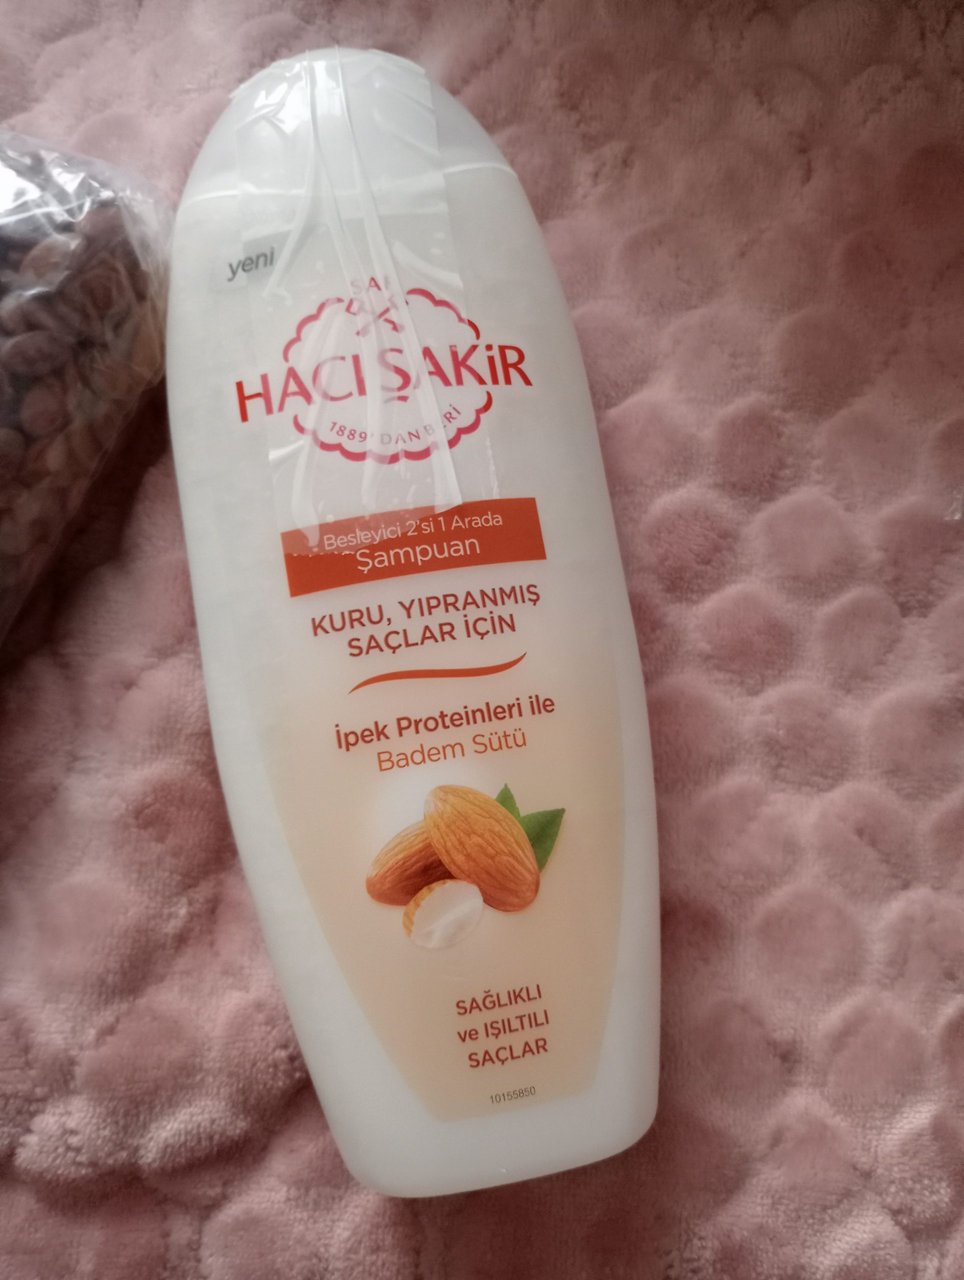 yeni
HACI ŞAKİR
1889'DAN BERİ
Besleyici 2'si 1 Arada
Şampuan
KURU, YIPRANMIŞ
SAÇLAR İÇİN
İpek Proteinleri ile
Badem Sütü
SAĞLIKLI
ve IŞILTILI
SAÇLAR
10155850